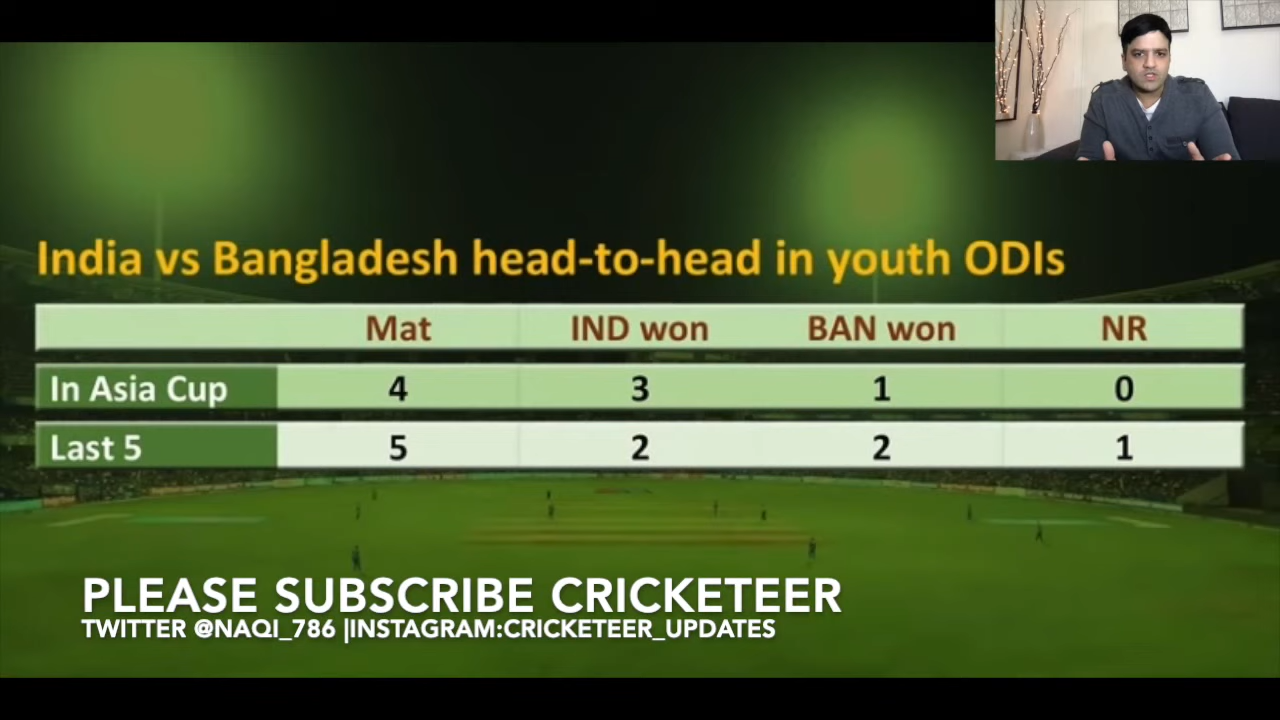 India vs Bangladesh head-to-head in youth ODIs
Mat IND won BAN won NR
In Asia Cup 4 3 1 0
Last 5 5 2 2 1
PLEASE SUBSCRIBE CRICKETEER
TWITTER @NAQI_786 |INSTAGRAM:CRICKETEER_UPDATES